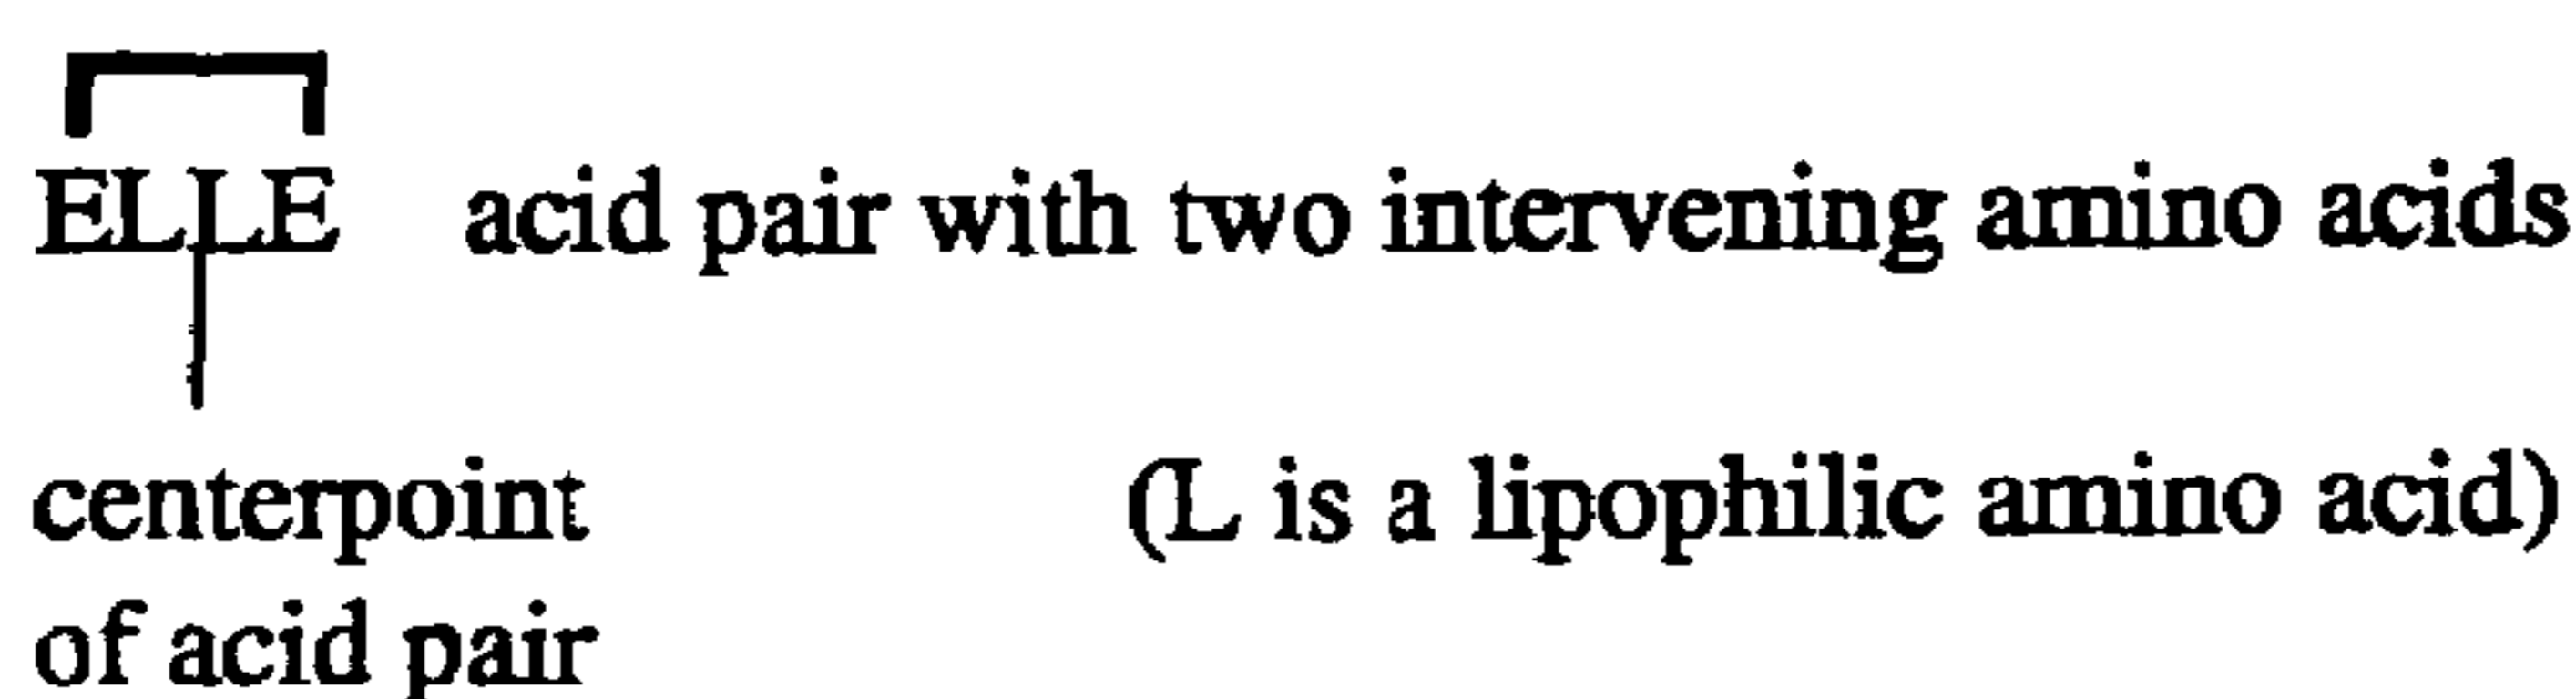 ELLE acid pair with two intervening amino acids
centerpoint (L is a lipophilic amino acid)
of acid pair